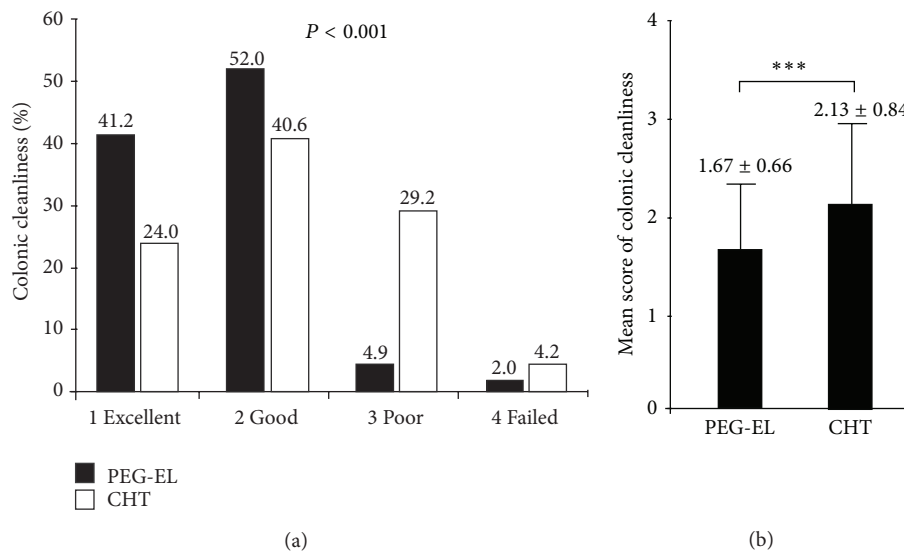 60
50
40
30
20
10
0
Colonic cleanliness (%)
P < 0.001
41.2
24.0
52.0
40.6
4.9
29.2
2.0
4.2
1 Excellent
2 Good
3 Poor
4 Failed
PEG-EL
CHT
(a)
4
3
2
1
0
Mean score of colonic cleanliness
***
1.67 ± 0.66
2.13 ± 0.84
PEG-EL
CHT
(b)